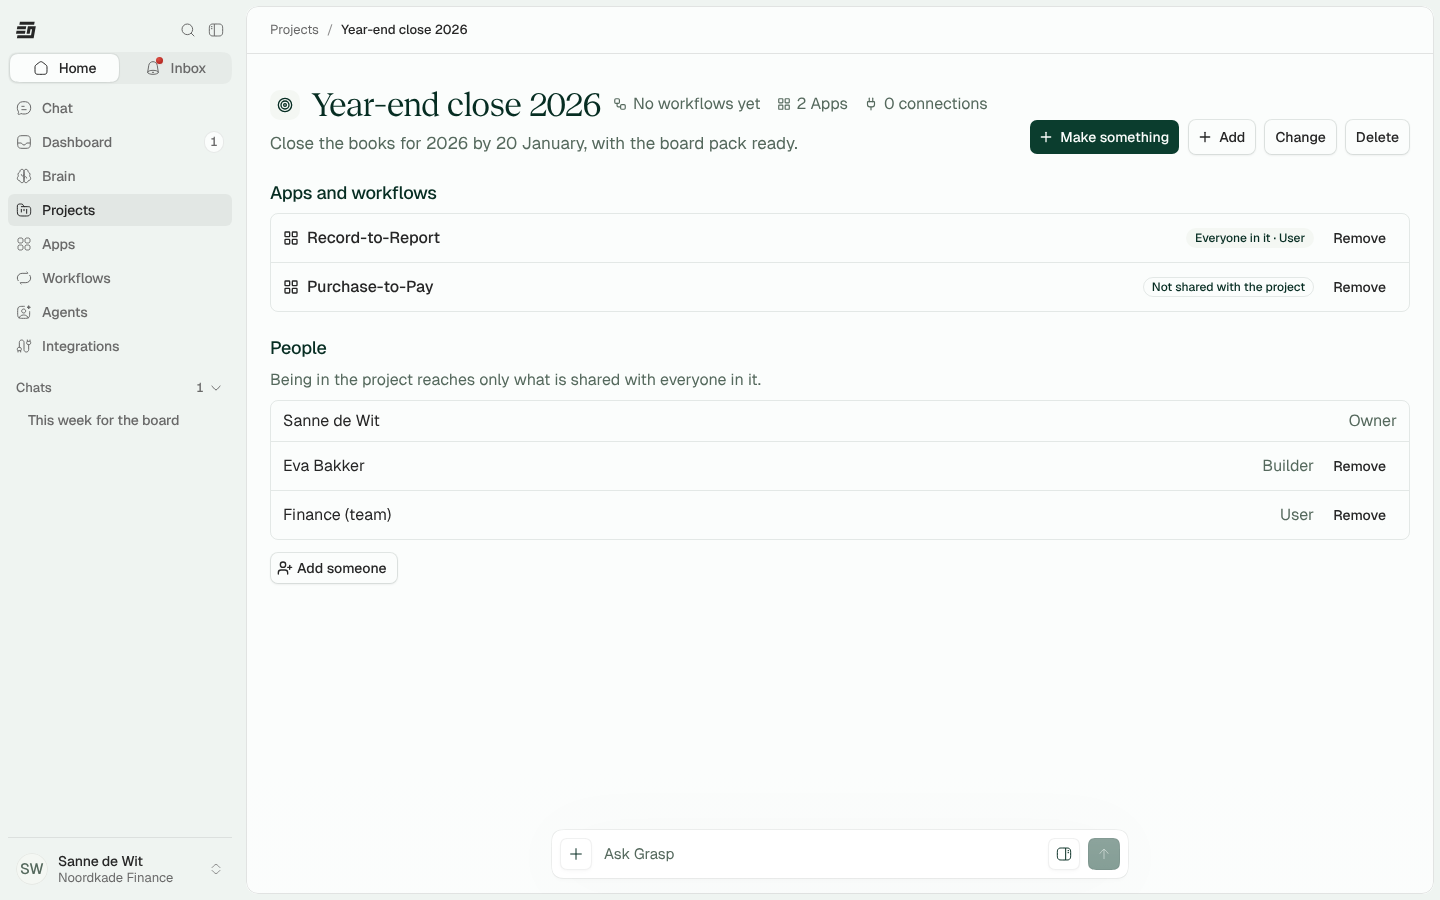 Home
Inbox
Chat
Dashboard
1
Brain
Projects
Apps
Workflows
Agents
Integrations
Chats
1
This week for the board
SW
Sanne de Wit
Noordkade Finance
Projects / Year-end close 2026
Year-end close 2026
No workflows yet
2 Apps
0 connections
Close the books for 2026 by 20 January, with the board pack ready.
Make something
Add
Change
Delete
Apps and workflows
Record-to-Report
Everyone in it · User
Remove
Purchase-to-Pay
Not shared with the project
Remove
People
Being in the project reaches only what is shared with everyone in it.
Sanne de Wit
Owner
Eva Bakker
Builder
Remove
Finance (team)
User
Remove
Add someone
Ask Grasp